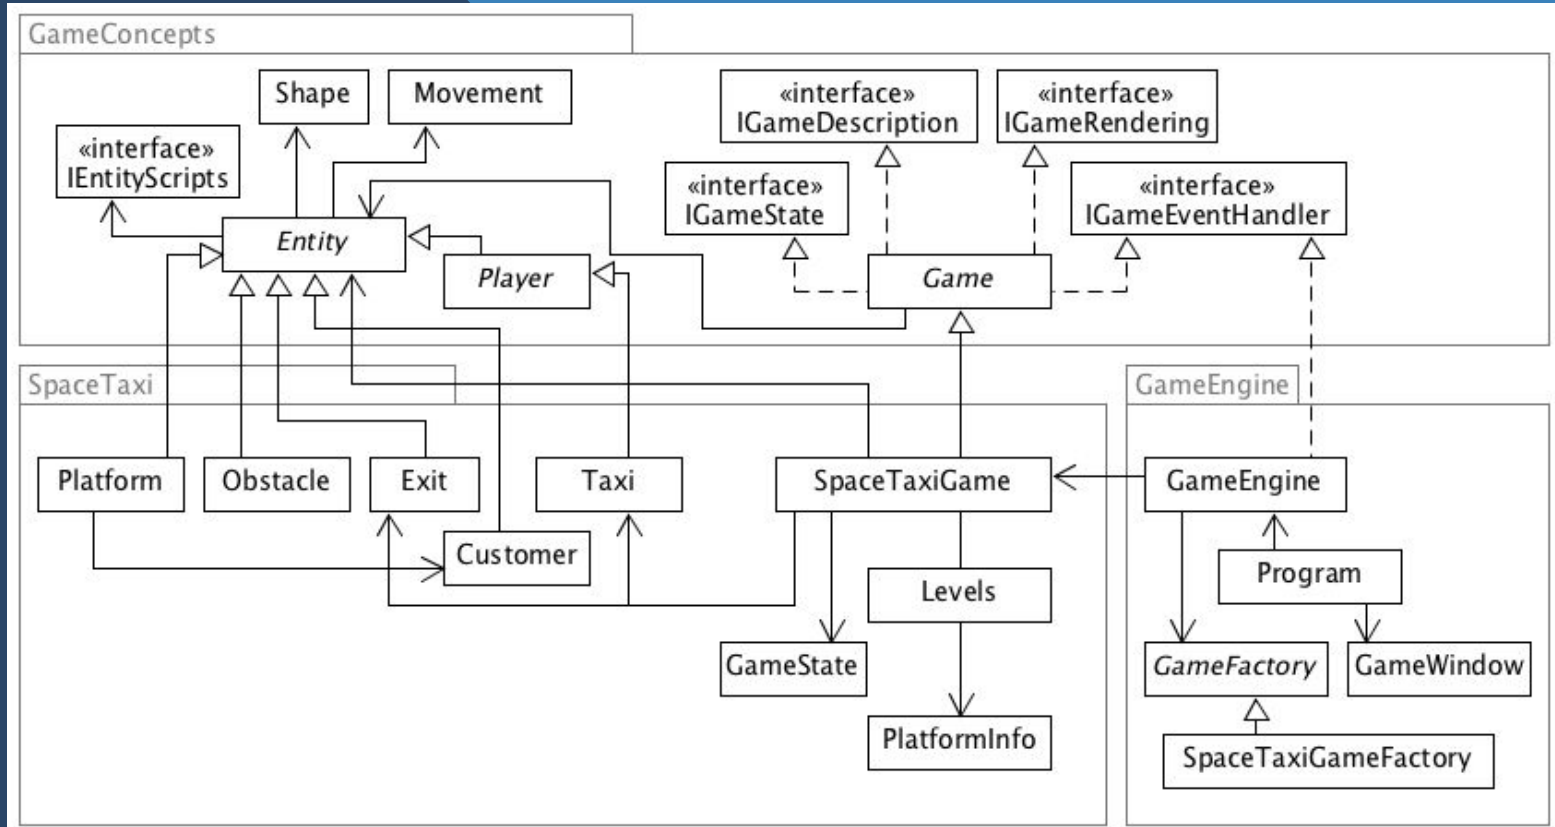 GameConcepts
Shape
Movement
«interface»
IGameDescription
«interface»
IGameRendering
«interface»
IEntityScripts
«interface»
IGameState
«interface»
IGameEventHandler
Entity
Player
Game
SpaceTaxi
GameEngine
Platform
Obstacle
Exit
Taxi
SpaceTaxiGame
GameEngine
Customer
Program
Levels
GameState
GameFactory
GameWindow
PlatformInfo
SpaceTaxiGameFactory